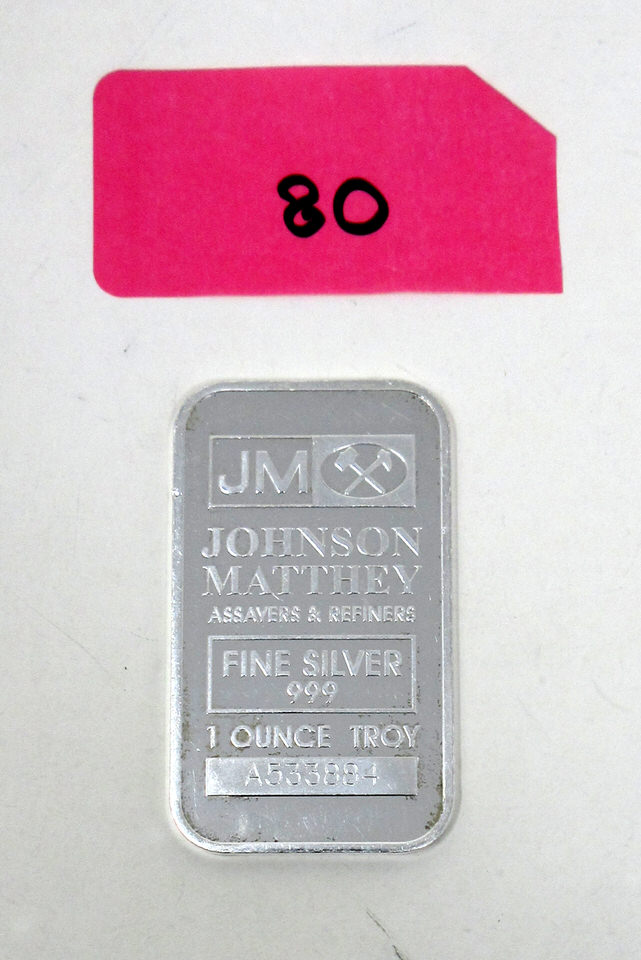 80
JM
JOHNSON
MATTHEY
ASSAYERS & REFINERS
FINE SILVER
999
1 OUNCE TROY
A533884